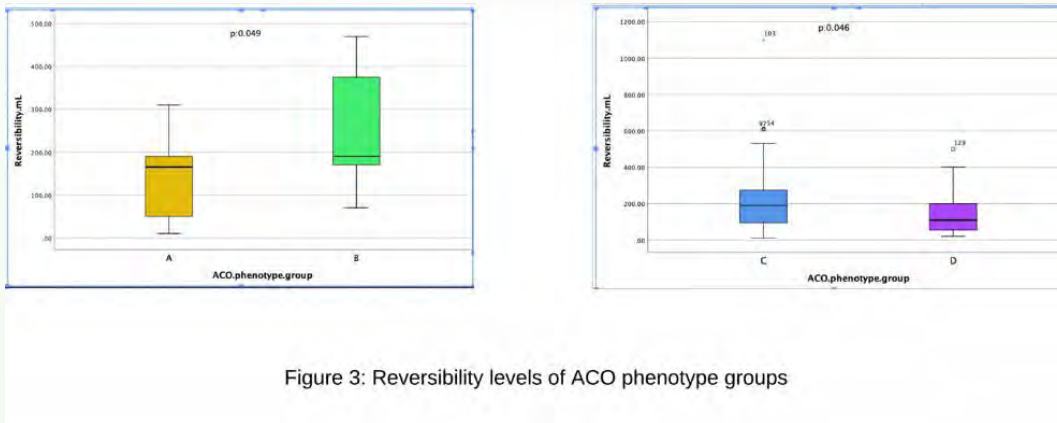 500.00
p:0.049
400.00
300.00
200.00
100.00
.00
Reversibility.mL
A
B
ACO.phenotype.group
1200.00
183
p:0.046
1000.00
800.00
600.00
129
400.00
200.00
.00
Reversibility.mL
C
D
ACO.phenotype.group
Figure 3: Reversibility levels of ACO phenotype groups